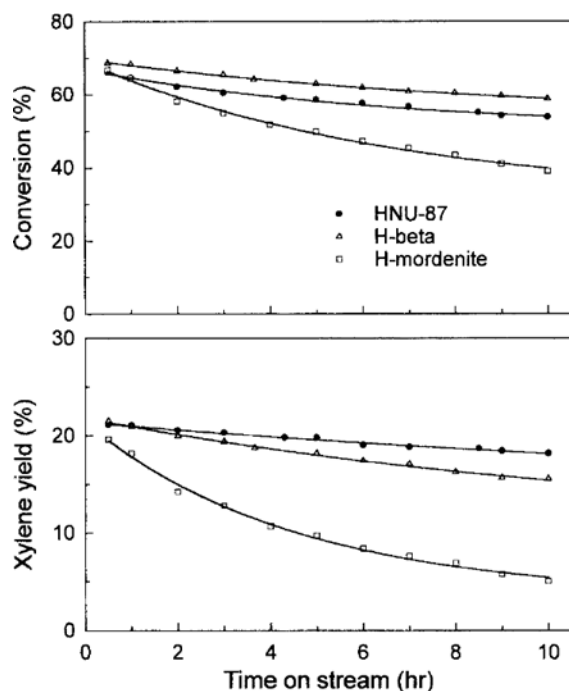 80
60
40
20
0
Conversion (%)
HNU-87
H-beta
H-mordenite
30
20
10
0
Xylene yield (%)
0 2 4 6 8 10
Time on stream (hr)